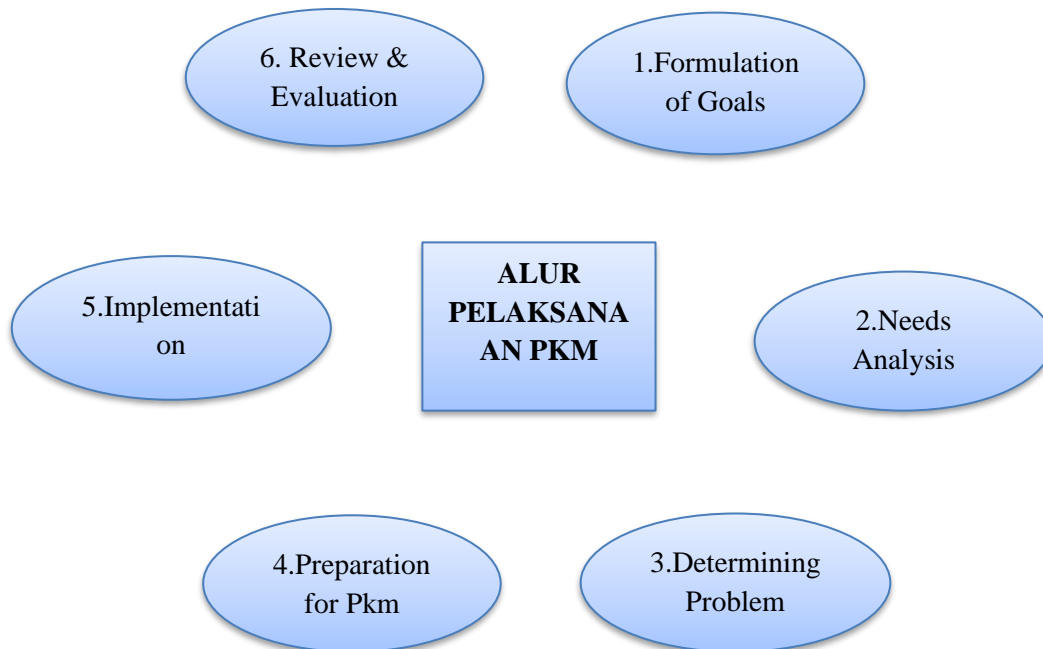 6. Review &
Evaluation
1.Formulation
of Goals
ALUR
PELAKSANA
AN PKM
5.Implementati
on
2.Needs
Analysis
4.Preparation
for Pkm
3.Determining
Problem